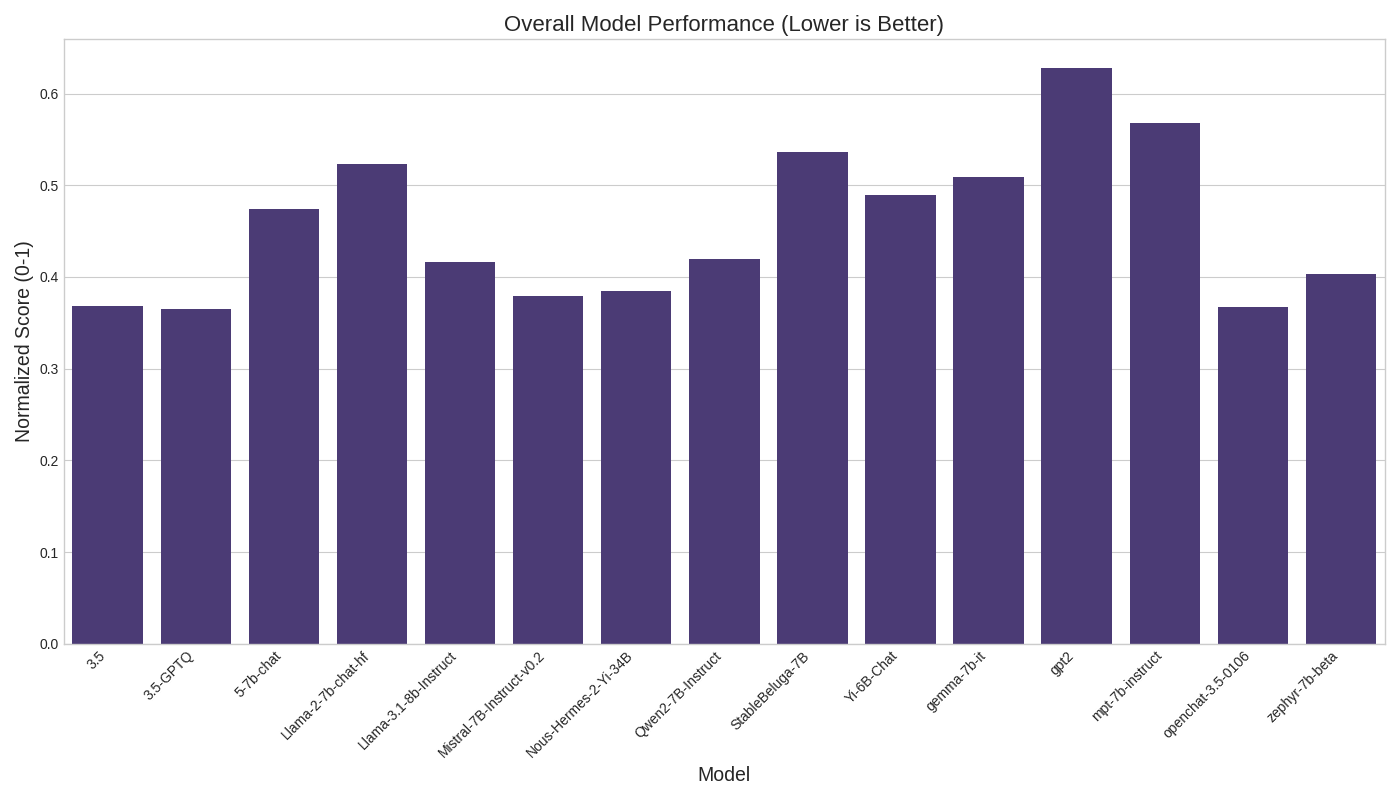 Overall Model Performance (Lower is Better)
Normalized Score (0-1)
0.6
0.5
0.4
0.3
0.2
0.1
0.0
3.5
3.5-GPTQ
5-7b-chat
Llama-2-7b-chat-hf
Llama-3.1-8b-Instruct
Mistral-7B-Instruct-v0.2
Nous-Hermes-2-Yi-34B
Qwen2-7B-Instruct
StableBeluga-7B
Yi-6B-Chat
gemma-7b-it
gpt2
mpt-7b-instruct
openchat-3.5-0106
zephyr-7b-beta
Model